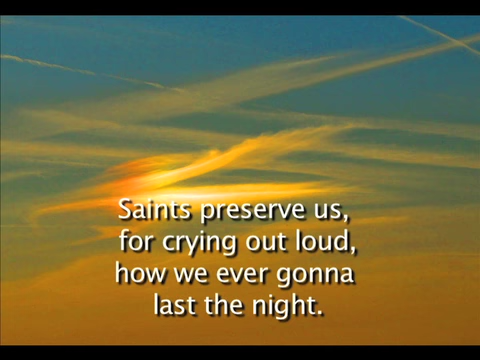 Saints preserve us,
for crying out loud,
how we ever gonna
last the night.